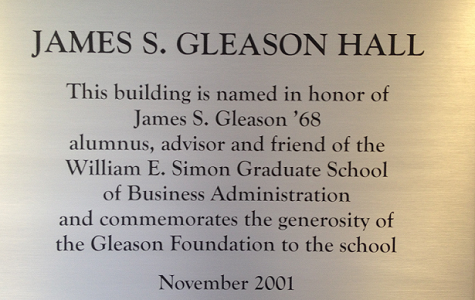 JAMES S. GLEASON HALL
This building is named in honor of
James S. Gleason '68
alumnus, advisor and friend of the
William E. Simon Graduate School
of Business Administration
and commemorates the generosity of
the Gleason Foundation to the school
November 2001